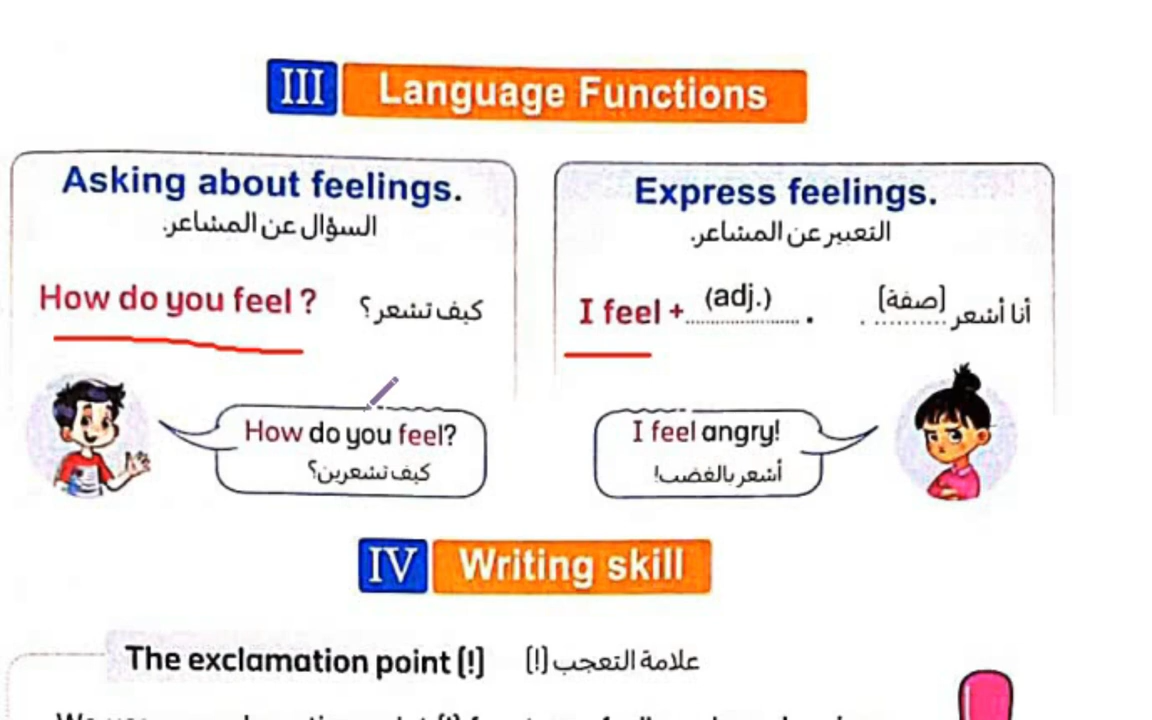 III Language Functions
Asking about feelings.
السؤال عن المشاعر.
How do you feel ? كيف تشعر ؟
How do you feel?
كيف تشعرين؟
Express feelings.
التعبير عن المشاعر.
I feel + (adj.) ........ . أنا أشعر [صفة] ........ .
I feel angry!
أشعر بالغضب!
IV Writing skill
The exclamation point (!) علامة التعجب (!)